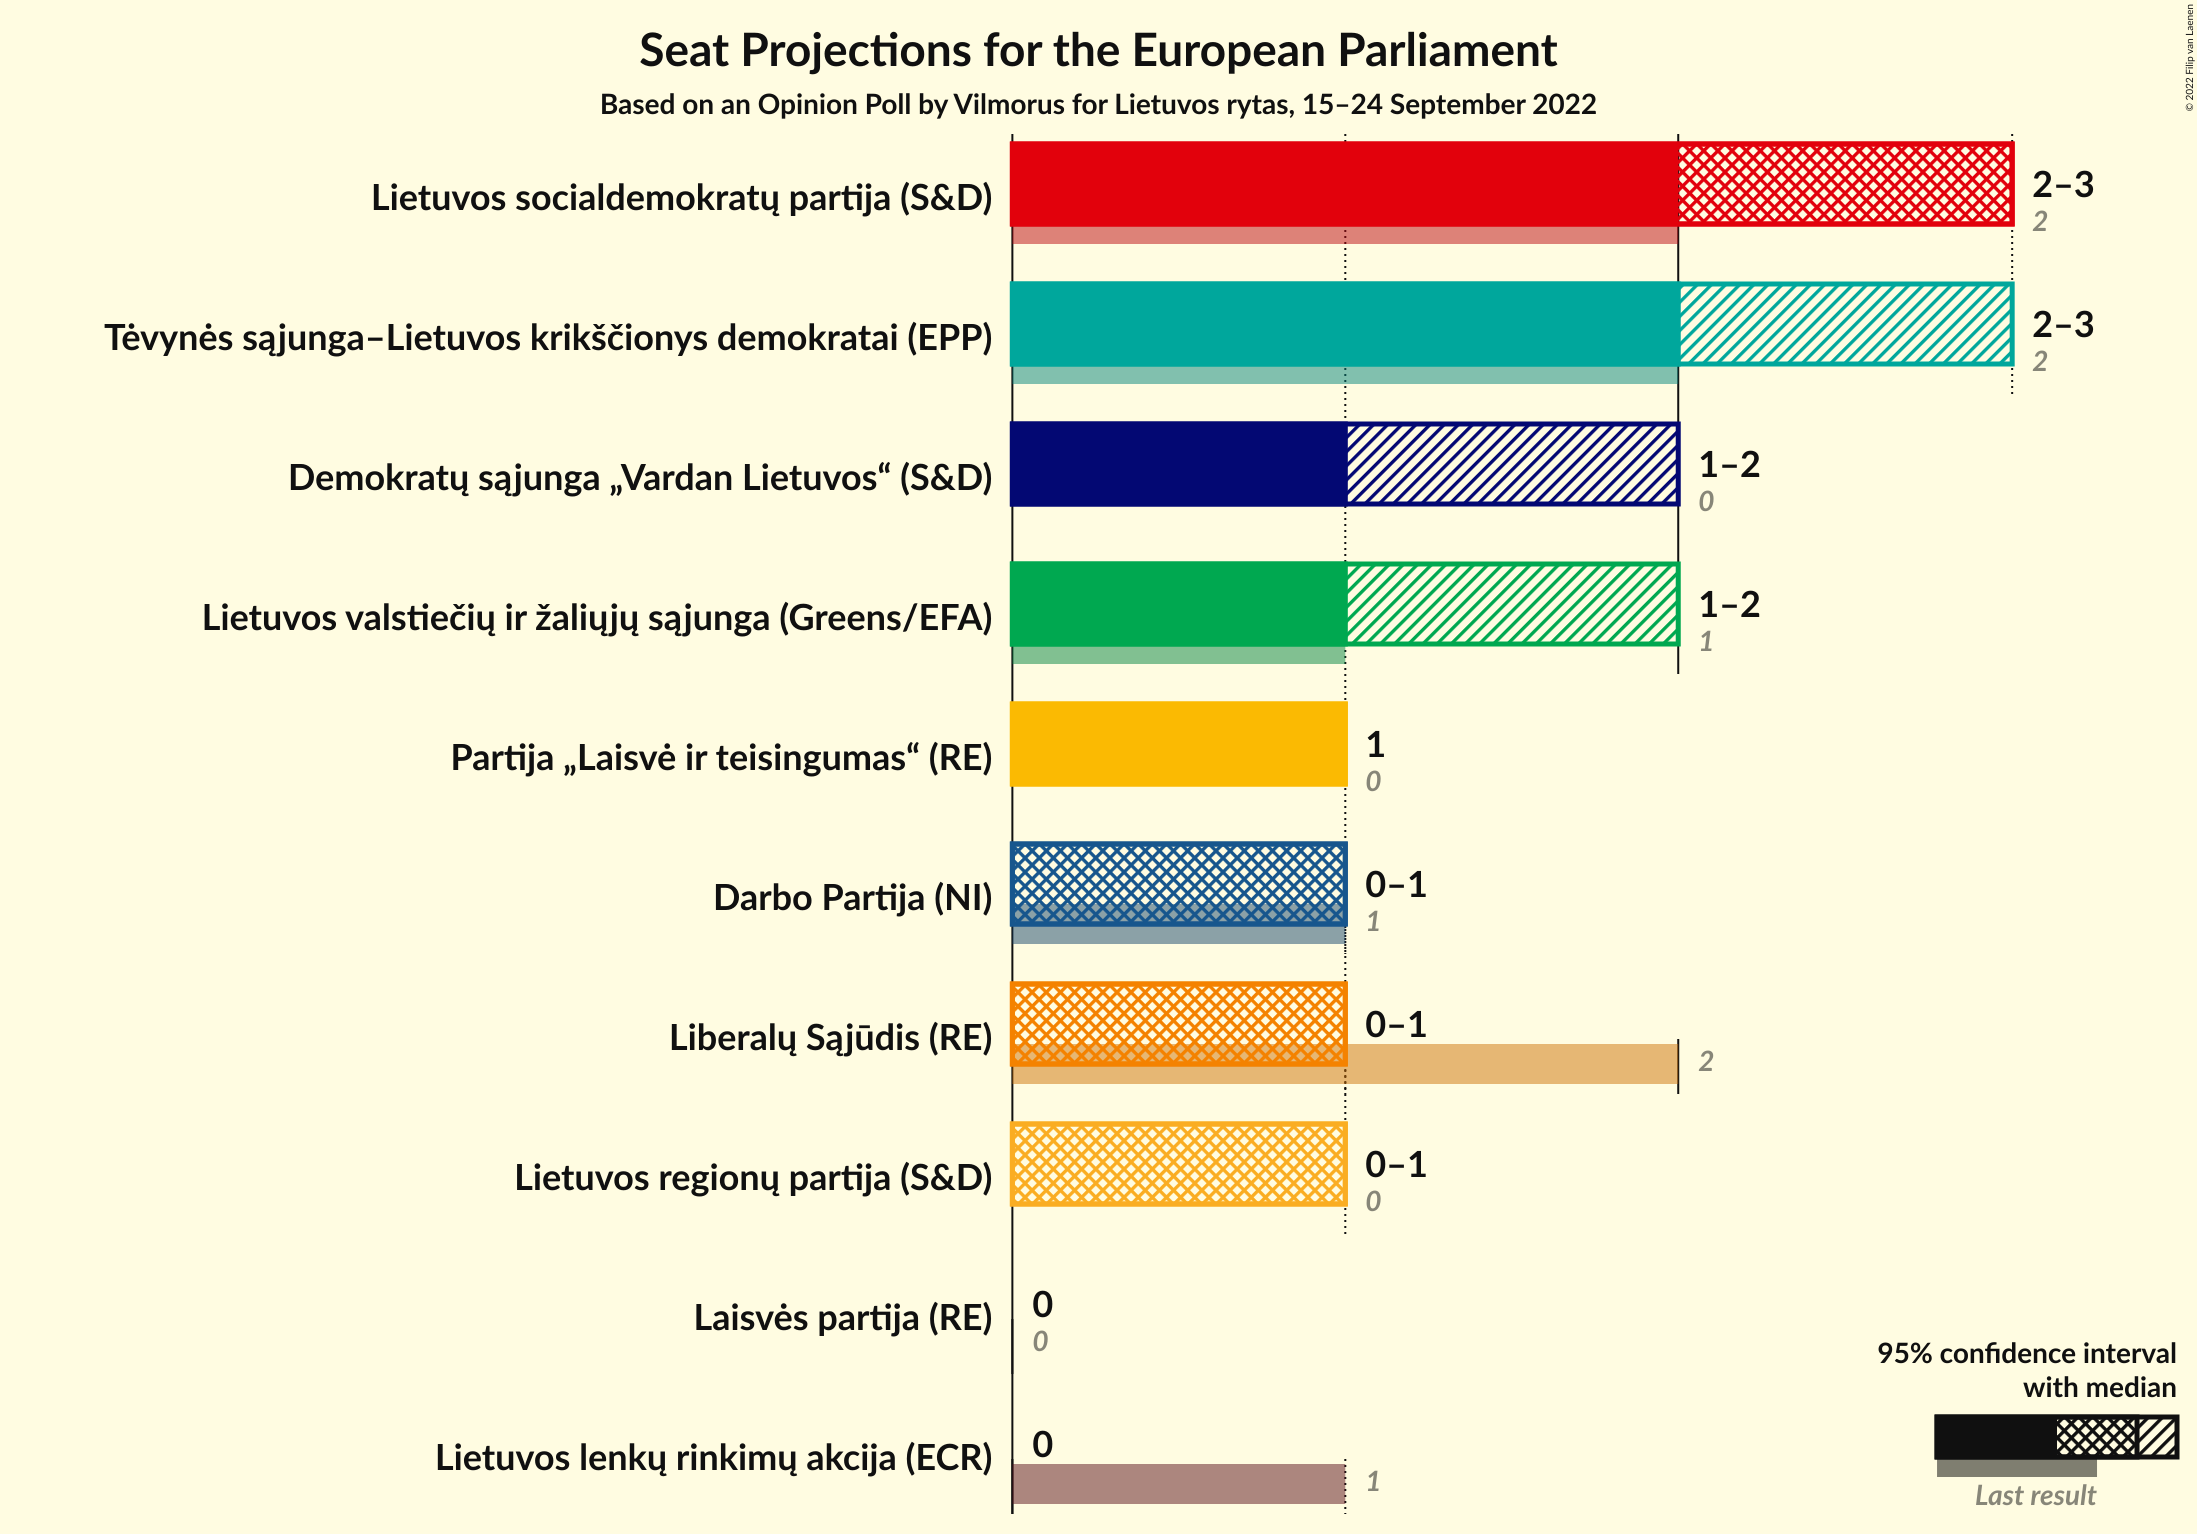 Seat Projections for the European Parliament
Based on an Opinion Poll by Vilmorus for Lietuvos rytas, 15–24 September 2022
© 2022 Filip van Laenen
Lietuvos socialdemokratų partija (S&D)
2–3
2
Tėvynės sąjunga–Lietuvos krikščionys demokratai (EPP)
2–3
2
Demokratų sąjunga „Vardan Lietuvos“ (S&D)
1–2
0
Lietuvos valstiečių ir žaliųjų sąjunga (Greens/EFA)
1–2
1
Partija „Laisvė ir teisingumas“ (RE)
1
0
Darbo Partija (NI)
0–1
1
Liberalų Sąjūdis (RE)
0–1
2
Lietuvos regionų partija (S&D)
0–1
0
Laisvės partija (RE)
0
0
Lietuvos lenkų rinkimų akcija (ECR)
0
1
95% confidence interval
with median
Last result